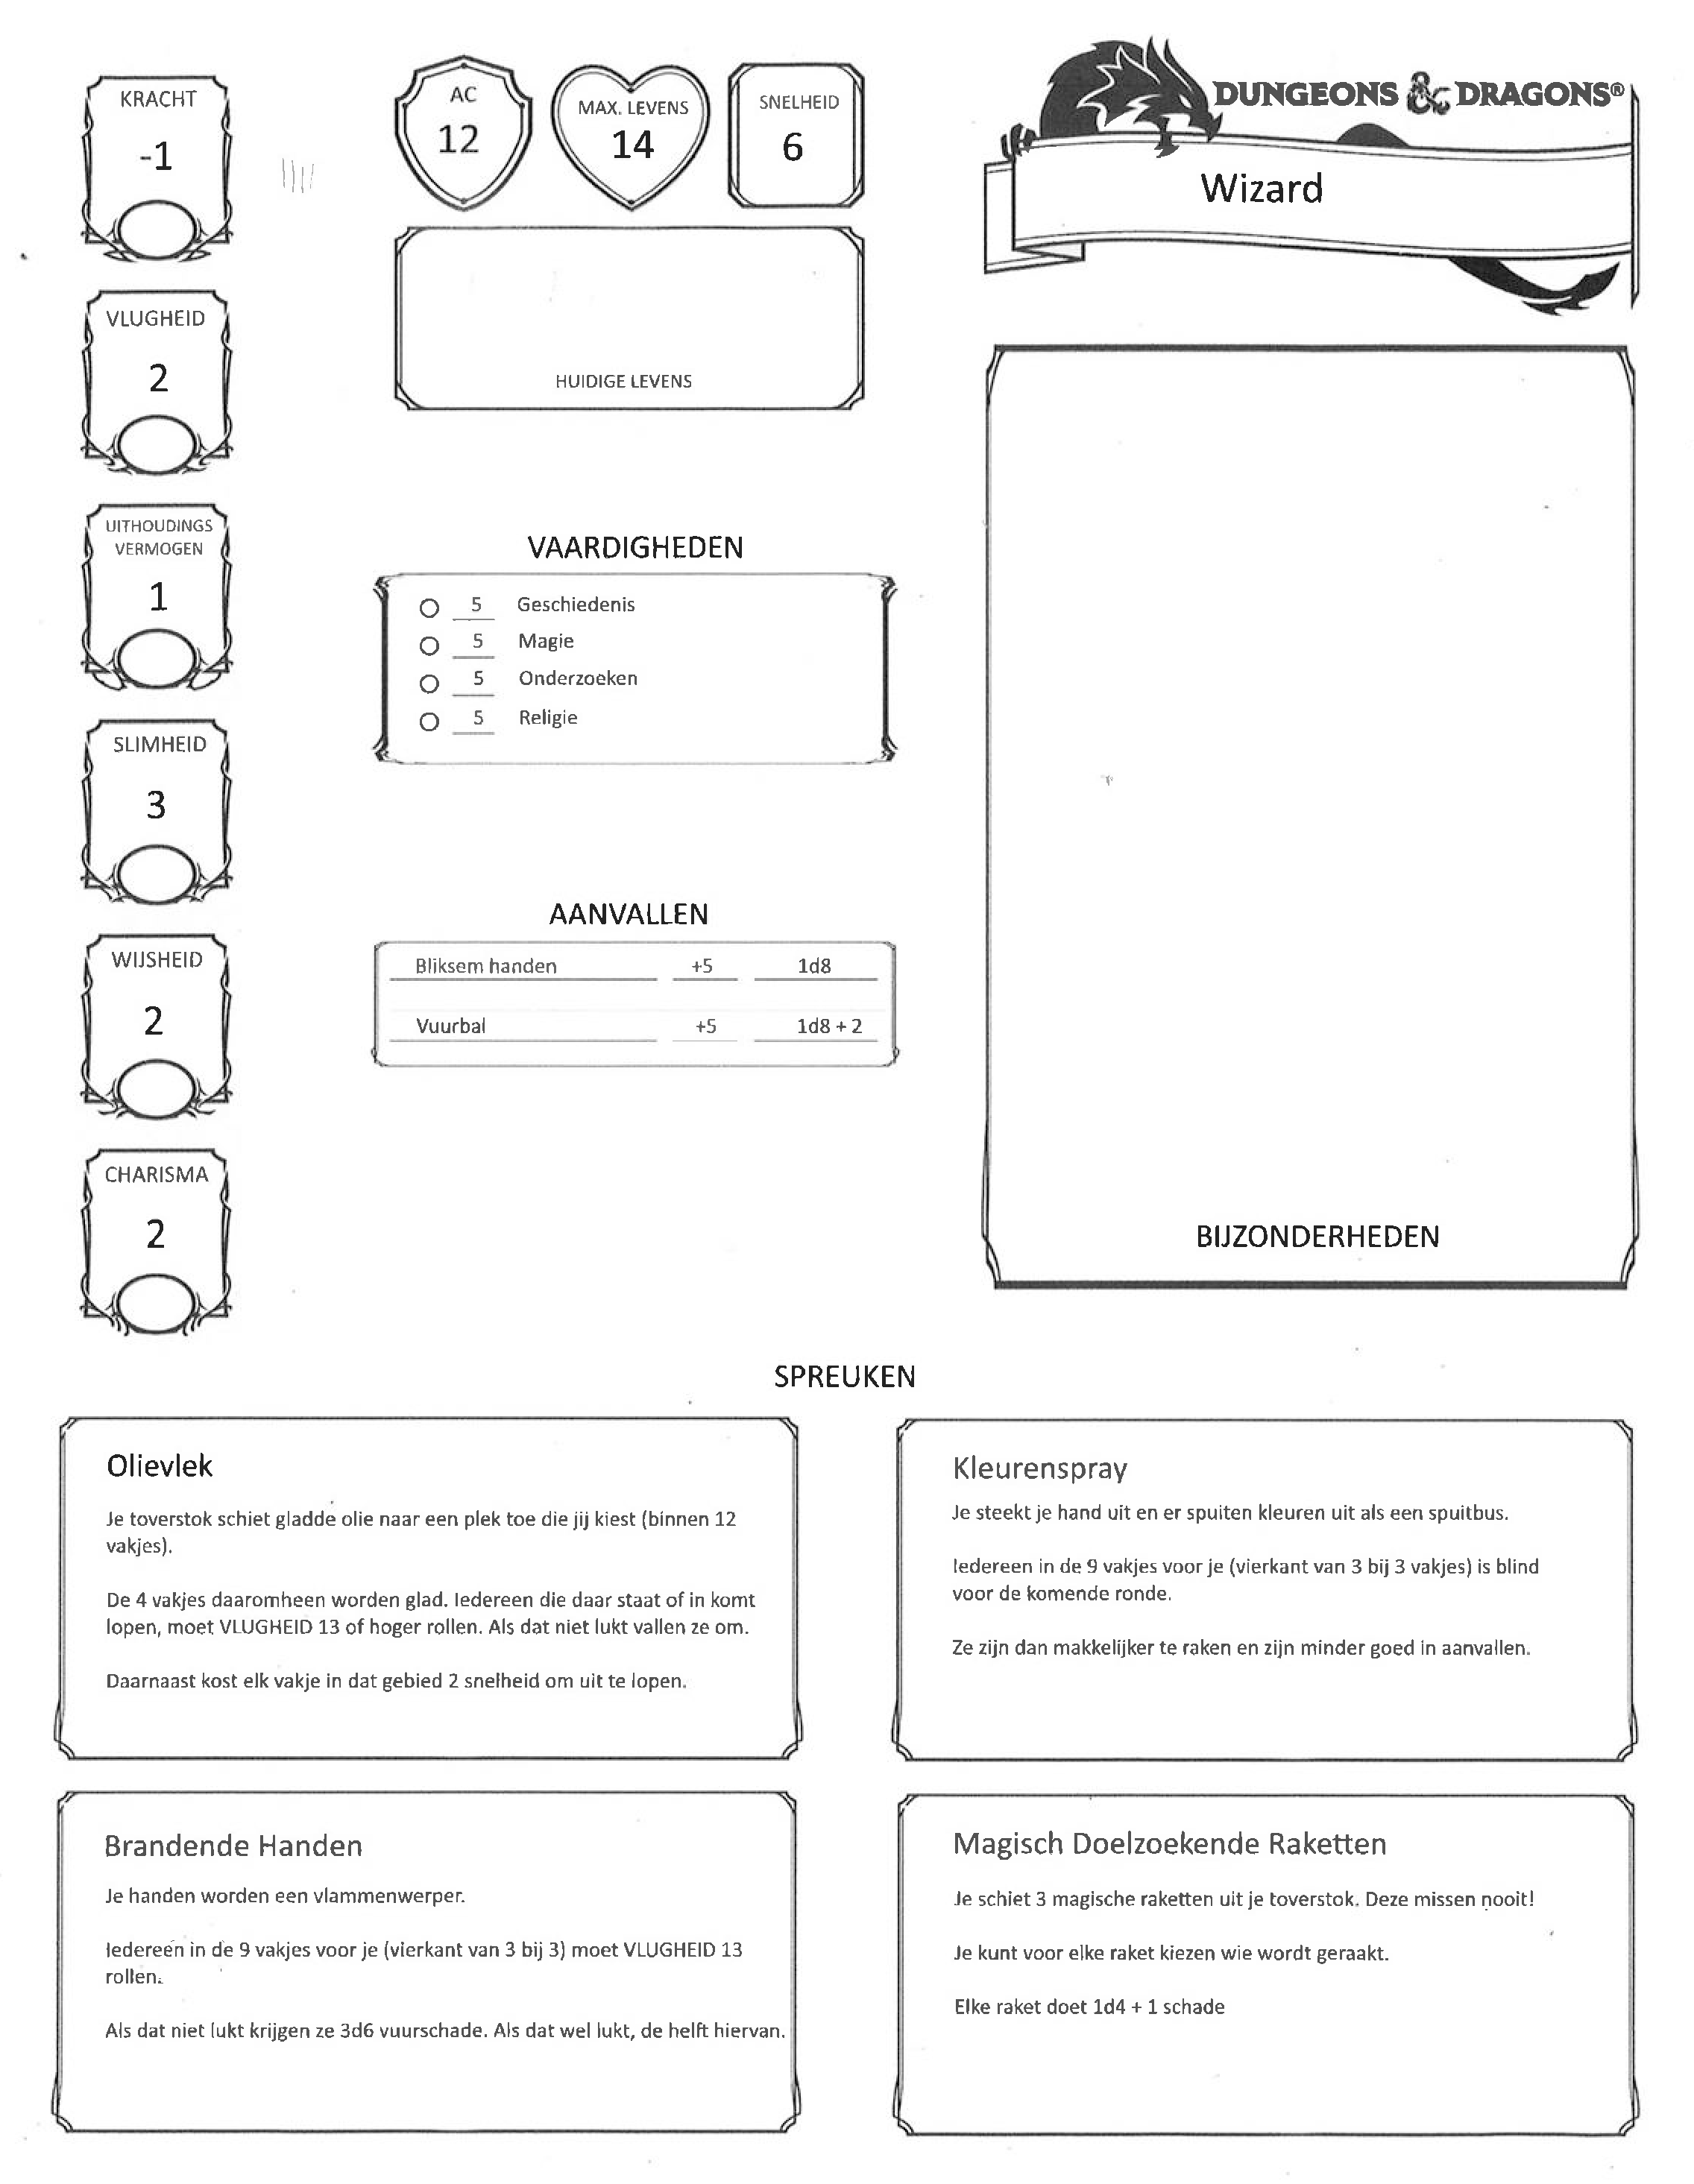 KRACHT
-1
VLUGHEID
2
UITHOUDINGS
VERMOGEN
1
SLIMHEID
3
WIJSHEID
2
CHARISMA
2
AC
12
MAX. LEVENS
14
SNELHEID
6
HUIDIGE LEVENS
VAARDIGHEDEN
5 Geschiedenis
5 Magie
5 Onderzoeken
5 Religie
AANVALLEN
Bliksem handen +5 1d8
Vuurbal +5 1d8 + 2
DUNGEONS & DRAGONS®
Wizard
BIJZONDERHEDEN
SPREUKEN
Olievlek
Je toverstok schiet gladde olie naar een plek toe die jij kiest (binnen 12
vakjes).
De 4 vakjes daaromheen worden glad. Iedereen die daar staat of in komt
lopen, moet VLUGHEID 13 of hoger rollen. Als dat niet lukt vallen ze om.
Daarnaast kost elk vakje in dat gebied 2 snelheid om uit te lopen.
Kleurenspray
Je steekt je hand uit en er spuiten kleuren uit als een spuitbus.
Iedereen in de 9 vakjes voor je (vierkant van 3 bij 3 vakjes) is blind
voor de komende ronde.
Ze zijn dan makkelijker te raken en zijn minder goed in aanvallen.
Brandende Handen
Je handen worden een vlammenwerper.
Iedereen in de 9 vakjes voor je (vierkant van 3 bij 3) moet VLUGHEID 13
rollen.
Als dat niet lukt krijgen ze 3d6 vuurschade. Als dat wel lukt, de helft hiervan.
Magisch Doelzoekende Raketten
Je schiet 3 magische raketten uit je toverstok. Deze missen nooit!
Je kunt voor elke raket kiezen wie wordt geraakt.
Elke raket doet 1d4 + 1 schade